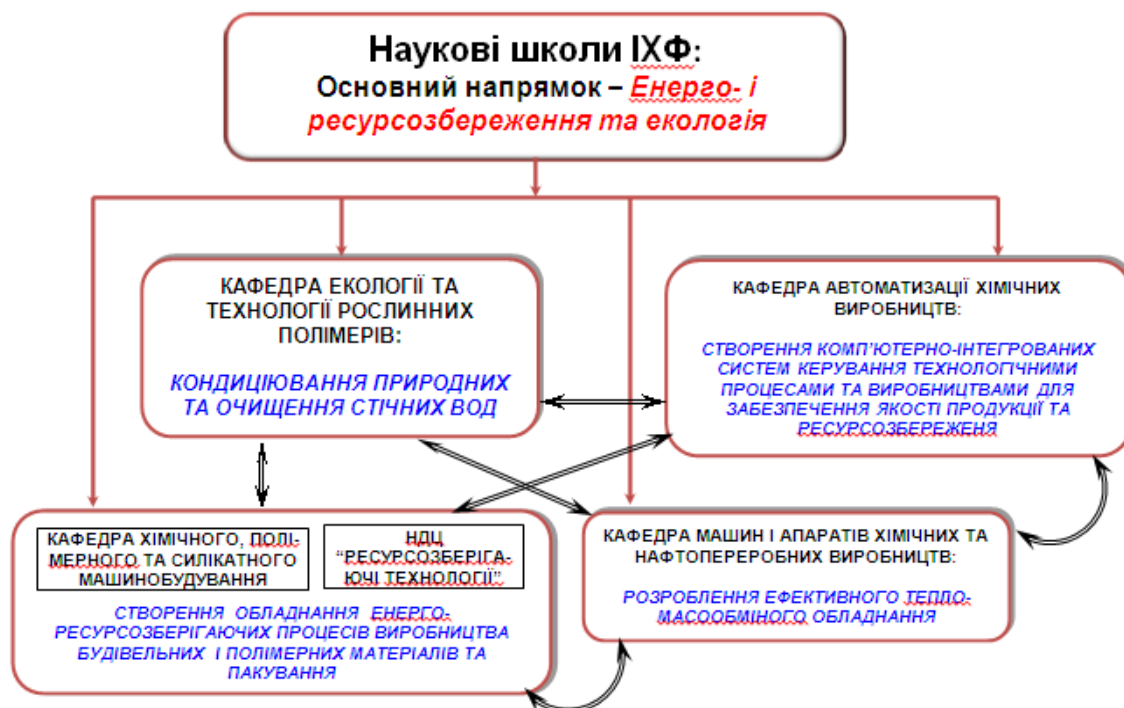 Наукові школи ІХФ:
Основний напрямок – Енерго- і
ресурсозбереження та екологія
КАФЕДРА ЕКОЛОГІЇ ТА
ТЕХНОЛОГІЇ РОСЛИННИХ
ПОЛІМЕРІВ:
КОНДИЦІЮВАННЯ ПРИРОДНИХ
ТА ОЧИЩЕННЯ СТІЧНИХ ВОД
КАФЕДРА АВТОМАТИЗАЦІЇ ХІМІЧНИХ
ВИРОБНИЦТВ:
СТВОРЕННЯ КОМП’ЮТЕРНО-ІНТЕГРОВАНИХ
СИСТЕМ КЕРУВАННЯ ТЕХНОЛОГІЧНИМИ
ПРОЦЕСАМИ ТА ВИРОБНИЦТВАМИ ДЛЯ
ЗАБЕЗПЕЧЕННЯ ЯКОСТІ ПРОДУКЦІЇ ТА
РЕСУРСОЗБЕРЕЖЕНЯ
КАФЕДРА ХІМІЧНОГО, ПОЛІ-
МЕРНОГО ТА СИЛІКАТНОГО
МАШИНОБУДУВАННЯ
НДЦ
“РЕСУРСОЗБЕРІГА-
ЮЧІ ТЕХНОЛОГІЇ”
СТВОРЕННЯ ОБЛАДНАННЯ ЕНЕРГО-
РЕСУРСОЗБЕРІГАЮЧИХ ПРОЦЕСІВ ВИРОБНИЦТВА
БУДІВЕЛЬНИХ І ПОЛІМЕРНИХ МАТЕРІАЛІВ ТА
ПАКУВАННЯ
КАФЕДРА МАШИН І АПАРАТІВ ХІМІЧНИХ ТА
НАФТОПЕРЕРОБНИХ ВИРОБНИЦТВ:
РОЗРОБЛЕННЯ ЕФЕКТИВНОГО ТЕПЛО-
МАСООБМІНОГО ОБЛАДНАННЯ